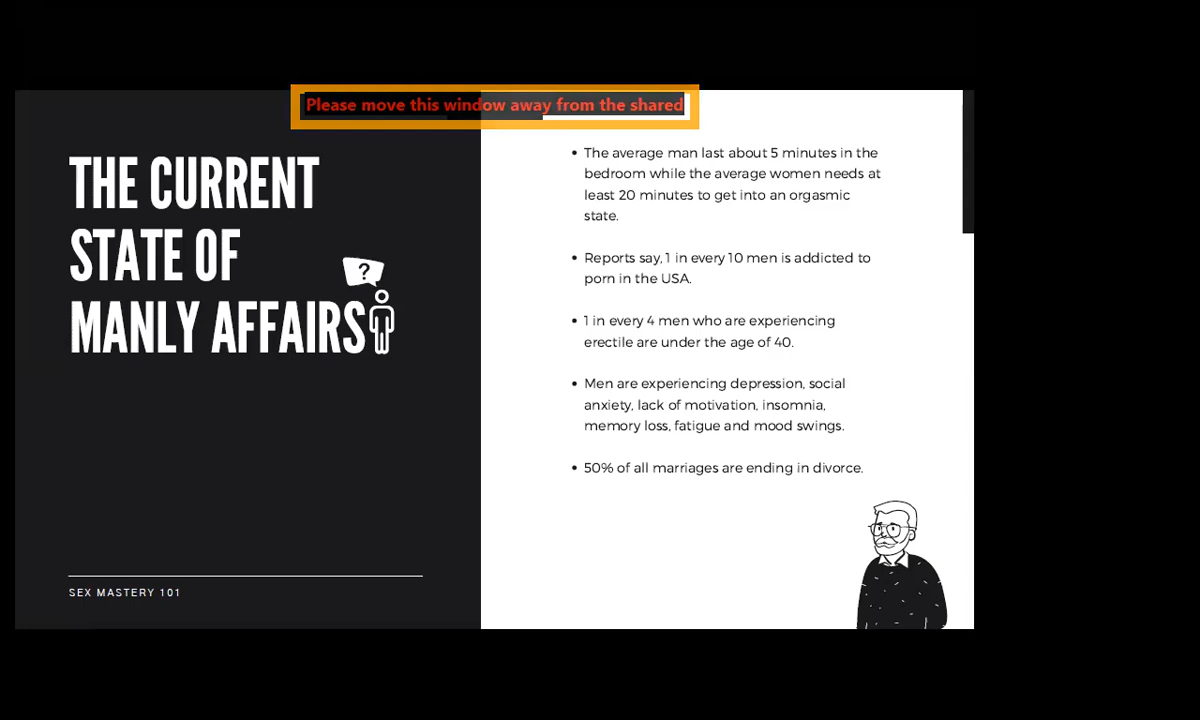 Please move this window away from the shared
THE CURRENT
STATE OF
MANLY AFFAIRS
?
SEX MASTERY 101
• The average man last about 5 minutes in the
bedroom while the average women needs at
least 20 minutes to get into an orgasmic
state.
• Reports say, 1 in every 10 men is addicted to
porn in the USA.
• 1 in every 4 men who are experiencing
erectile are under the age of 40.
• Men are experiencing depression, social
anxiety, lack of motivation, insomnia,
memory loss, fatigue and mood swings.
• 50% of all marriages are ending in divorce.